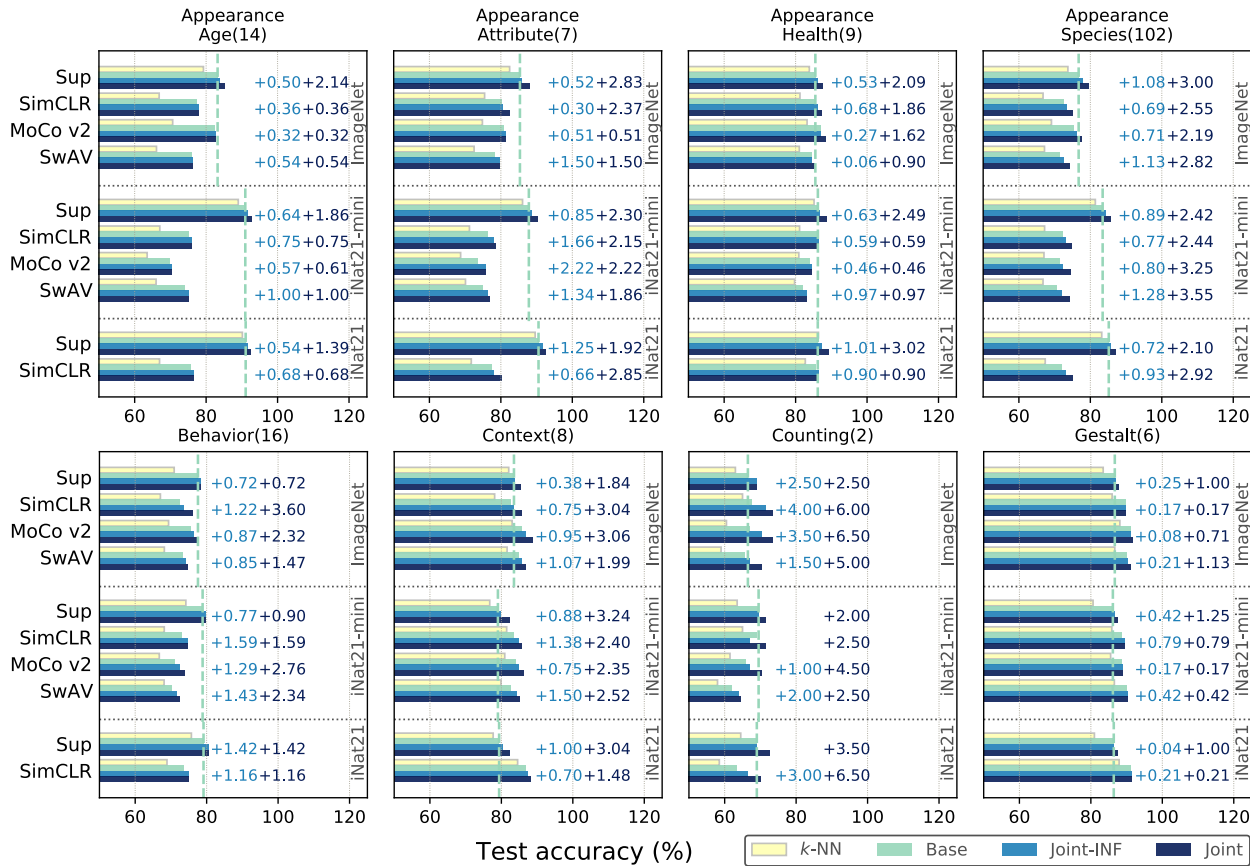 Appearance Age(14)
Appearance Attribute(7)
Appearance Health(9)
Appearance Species(102)
Sup +0.50 +2.14 +0.52 +2.83 +0.53 +2.09 +1.08 +3.00
SimCLR +0.36 +0.36 +0.30 +2.37 +0.68 +1.86 +0.69 +2.55
MoCo v2 +0.32 +0.32 +0.51 +0.51 +0.27 +1.62 +0.71 +2.19
SwAV +0.54 +0.54 +1.50 +1.50 +0.06 +0.90 +1.13 +2.82
ImageNet ImageNet ImageNet ImageNet
Sup +0.64 +1.86 +0.85 +2.30 +0.63 +2.49 +0.89 +2.42
SimCLR +0.75 +0.75 +1.66 +2.15 +0.59 +0.59 +0.77 +2.44
MoCo v2 +0.57 +0.61 +2.22 +2.22 +0.46 +0.46 +0.80 +3.25
SwAV +1.00 +1.00 +1.34 +1.86 +0.97 +0.97 +1.28 +3.55
iNat21-mini iNat21-mini iNat21-mini iNat21-mini
Sup +0.54 +1.39 +1.25 +1.92 +1.01 +3.02 +0.72 +2.10
SimCLR +0.68 +0.68 +0.66 +2.85 +0.90 +0.90 +0.93 +2.92
iNat21 iNat21 iNat21 iNat21
60 80 100 120 60 80 100 120 60 80 100 120 60 80 100 120
Behavior(16) Context(8) Counting(2) Gestalt(6)
Sup +0.72 +0.72 +0.38 +1.84 +2.50 +2.50 +0.25 +1.00
SimCLR +1.22 +3.60 +0.75 +3.04 +4.00 +6.00 +0.17 +0.17
MoCo v2 +0.87 +2.32 +0.95 +3.06 +3.50 +6.50 +0.08 +0.71
SwAV +0.85 +1.47 +1.07 +1.99 +1.50 +5.00 +0.21 +1.13
ImageNet ImageNet ImageNet ImageNet
Sup +0.77 +0.90 +0.88 +3.24 +2.00 +0.42 +1.25
SimCLR +1.59 +1.59 +1.38 +2.40 +2.50 +0.79 +0.79
MoCo v2 +1.29 +2.76 +0.75 +2.35 +1.00 +4.50 +0.17 +0.17
SwAV +1.43 +2.34 +1.50 +2.52 +2.00 +2.50 +0.42 +0.42
iNat21-mini iNat21-mini iNat21-mini iNat21-mini
Sup +1.42 +1.42 +1.00 +3.04 +3.50 +0.04 +1.00
SimCLR +1.16 +1.16 +0.70 +1.48 +3.00 +6.50 +0.21 +0.21
iNat21 iNat21 iNat21 iNat21
60 80 100 120 60 80 100 120 60 80 100 120 60 80 100 120
Test accuracy (%)
k-NN Base Joint-INF Joint